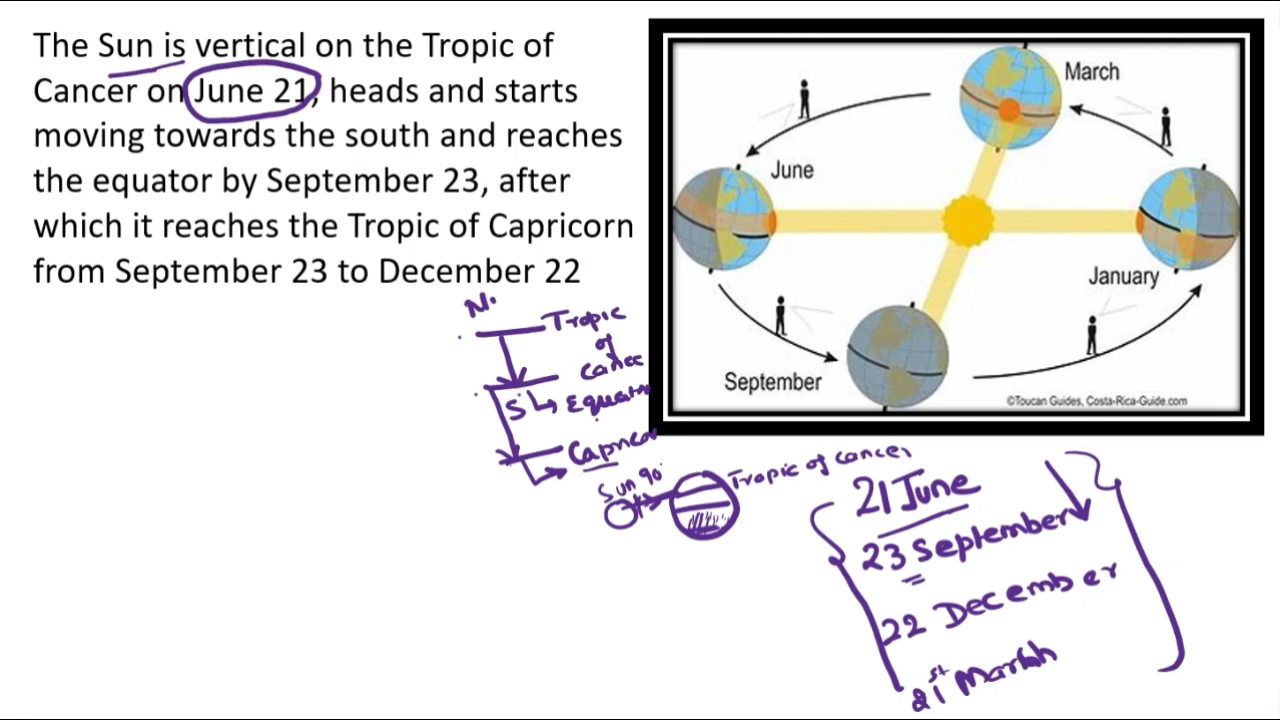 The Sun is vertical on the Tropic of
Cancer on June 21, heads and starts
moving towards the south and reaches
the equator by September 23, after
which it reaches the Tropic of Capricorn
from September 23 to December 22
March
June
January
September
©Toucan Guides, Costa-Rica-Guide.com
N.
Tropic
of
Cancer
S
Equator
Capricor
Sun 90°
Tropic of cancer
21 June
23 September
22 December
21st March